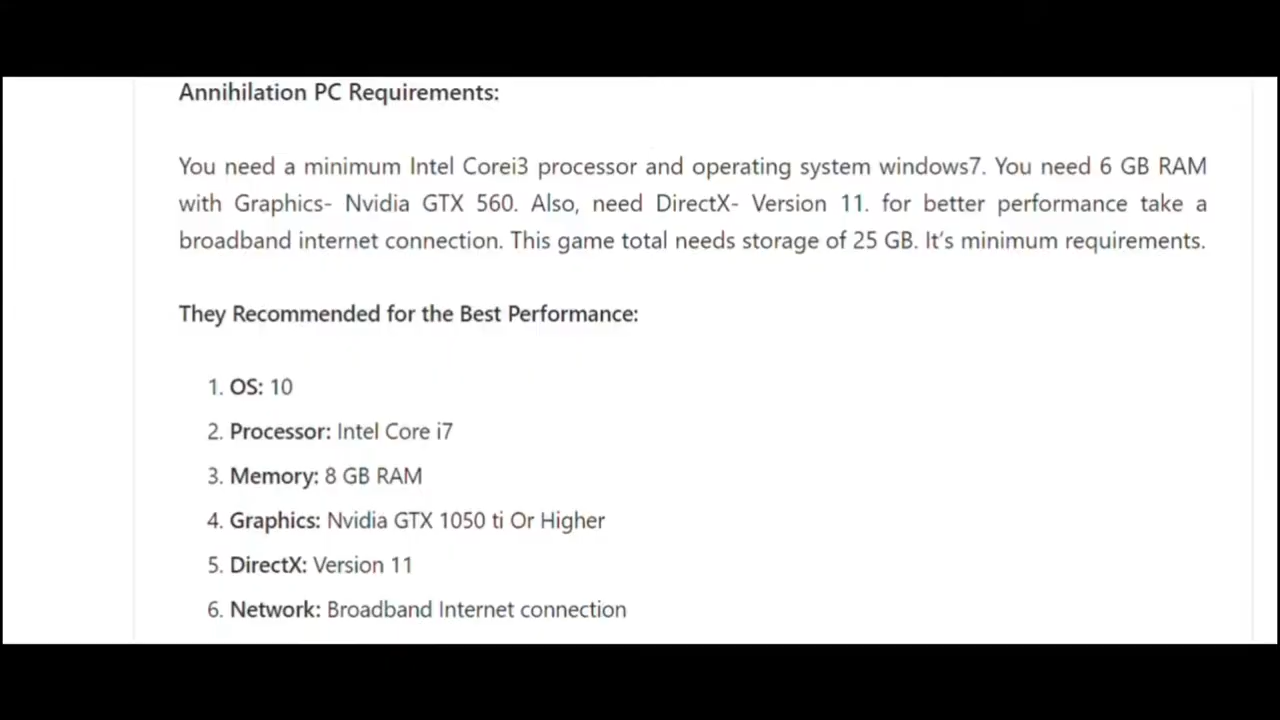 Annihilation PC Requirements:
You need a minimum Intel Corei3 processor and operating system windows7. You need 6 GB RAM
with Graphics- Nvidia GTX 560. Also, need DirectX- Version 11. for better performance take a
broadband internet connection. This game total needs storage of 25 GB. It's minimum requirements.
They Recommended for the Best Performance:
1. OS: 10
2. Processor: Intel Core i7
3. Memory: 8 GB RAM
4. Graphics: Nvidia GTX 1050 ti Or Higher
5. DirectX: Version 11
6. Network: Broadband Internet connection